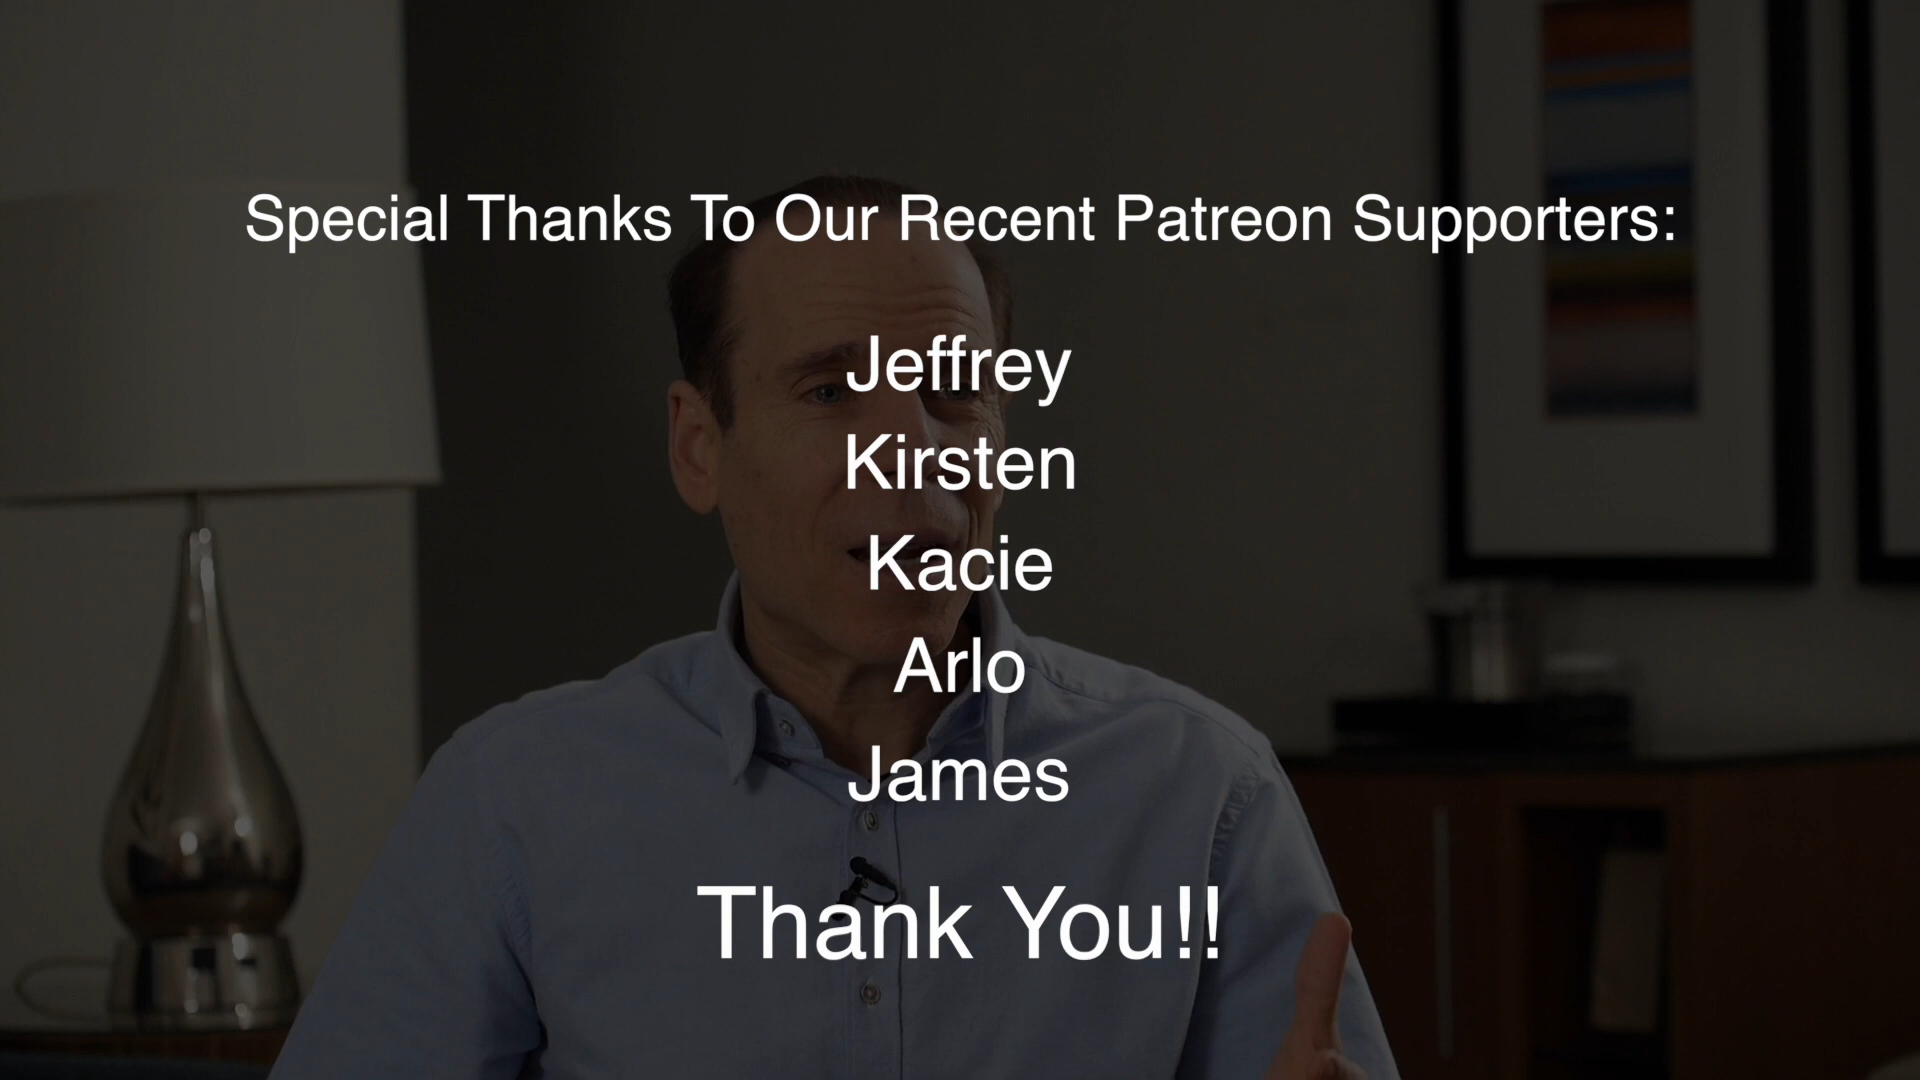 Special Thanks To Our Recent Patreon Supporters:
Jeffrey
Kirsten
Kacie
Arlo
James
Thank You!!